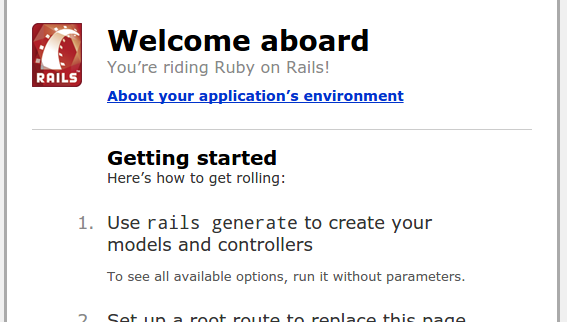 RAILS
Welcome aboard
You’re riding Ruby on Rails!
About your application’s environment
Getting started
Here’s how to get rolling:
1. Use rails generate to create your
models and controllers
To see all available options, run it without parameters.
2. Set up a root route to replace this page